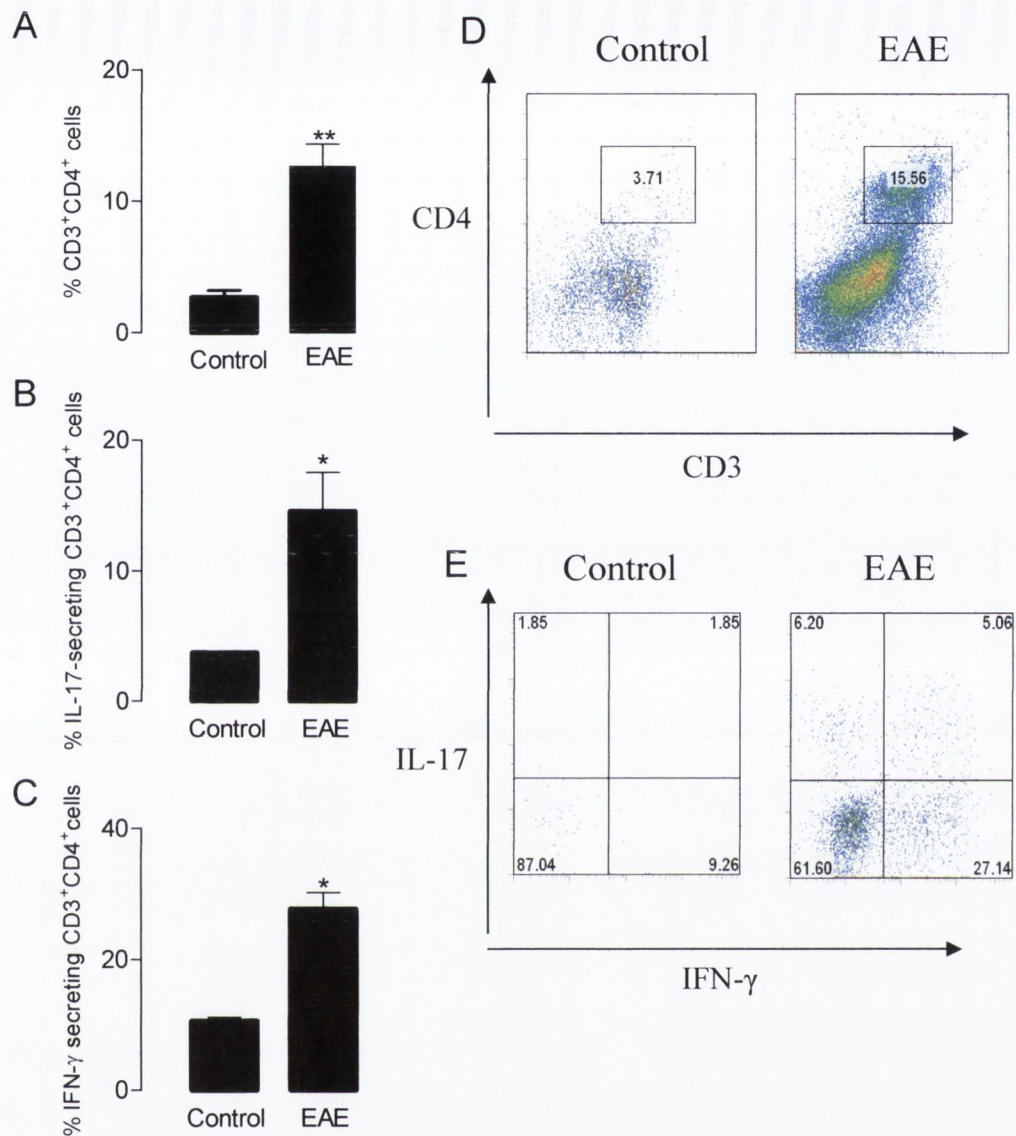 A
% CD3+CD4+ cells
20
10
0
**
Control
EAE
B
% IL-17-secreting CD3+CD4+ cells
20
10
0
*
Control
EAE
C
% IFN-γ secreting CD3+CD4+cells
40
20
0
*
Control
EAE
D
Control
EAE
CD4
3.71
15.56
CD3
E
Control
EAE
1.85
1.85
6.20
5.06
IL-17
87.04
9.26
61.60
27.14
IFN-γ